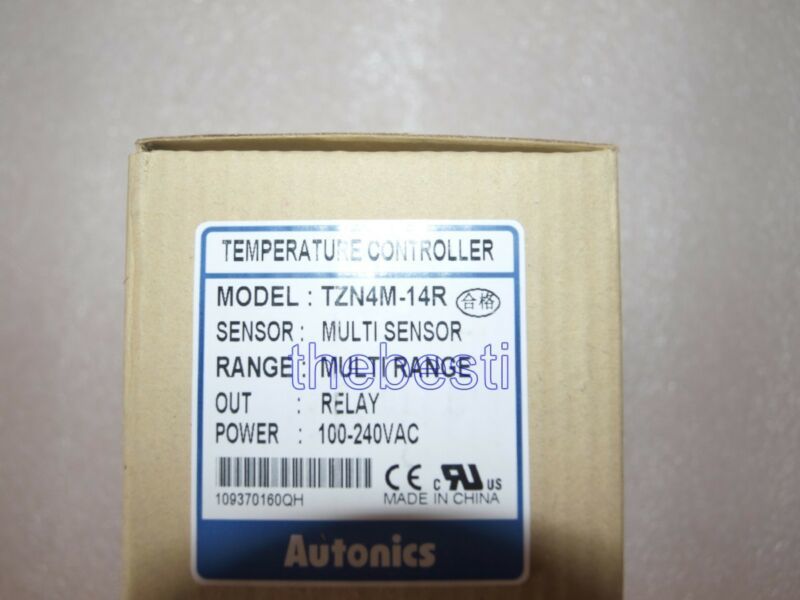 TEMPERATURE CONTROLLER
MODEL : TZN4M-14R 合格
SENSOR : MULTI SENSOR
RANGE : MULTI RANGE
thebesti
OUT : RELAY
POWER : 100-240VAC
CE c RU US
109370160QH MADE IN CHINA
Autonics